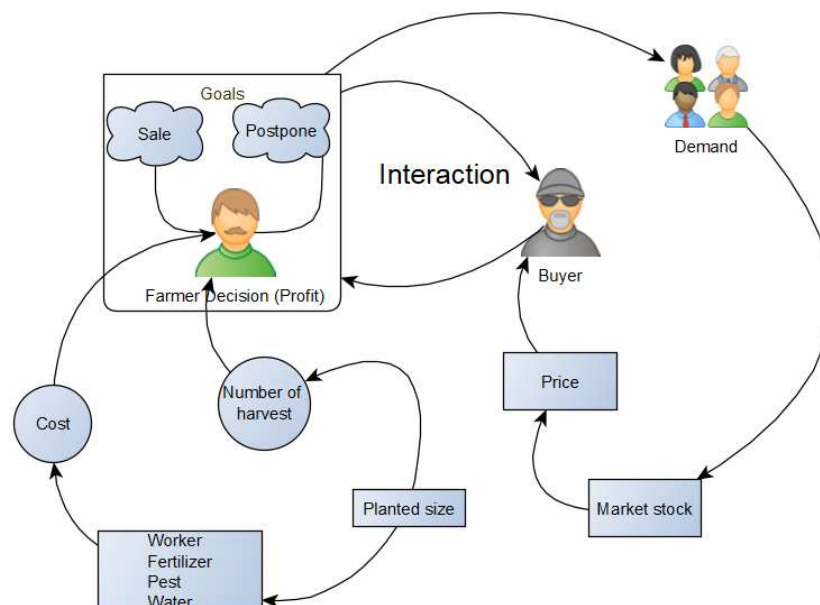 Goals
Sale
Postpone
Demand
Interaction
Buyer
Farmer Decision (Profit)
Number of
harvest
Price
Cost
Planted size
Market stock
Worker
Fertilizer
Pest
Water